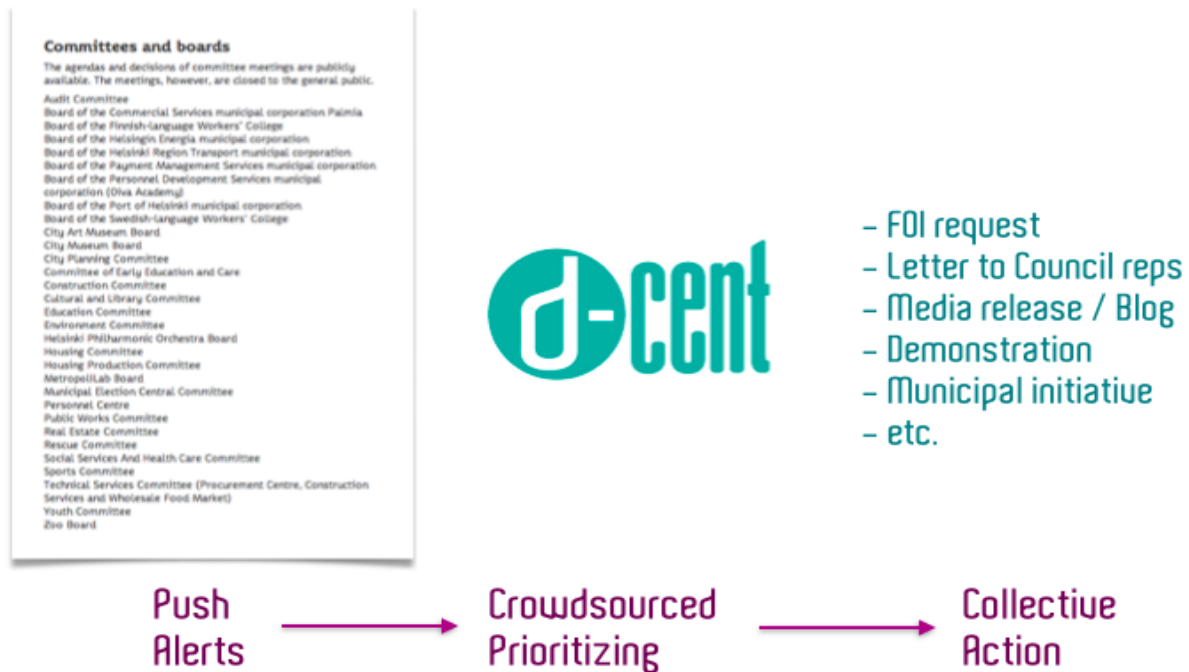 Committees and boards
The agendas and decisions of committee meetings are publicly
available. The meetings, however, are closed to the general public.
Audit Committee
Board of the Commercial Services municipal corporation Palmia
Board of the Finnish-language Workers' College
Board of the Helsingin Energia municipal corporation
Board of the Helsinki Region Transport municipal corporation
Board of the Payment Management Services municipal corporation
Board of the Personnel Development Services municipal
corporation (Oiva Academy)
Board of the Port of Helsinki municipal corporation
Board of the Swedish-language Workers' College
City Art Museum Board
City Museum Board
City Planning Committee
Committee of Early Education and Care
Construction Committee
Cultural and Library Committee
Education Committee
Environment Committee
Helsinki Philharmonic Orchestra Board
Housing Committee
Housing Production Committee
MetropoliLab Board
Municipal Election Central Committee
Personnel Centre
Public Works Committee
Real Estate Committee
Rescue Committee
Social Services And Health Care Committee
Sports Committee
Technical Services Committee (Procurement Centre, Construction
Services and Wholesale Food Market)
Youth Committee
Zoo Board
d-cent
– FOI request
– Letter to Council reps
– Media release / Blog
– Demonstration
– Municipal initiative
– etc.
Push
Alerts
Crowdsourced
Prioritizing
Collective
Action